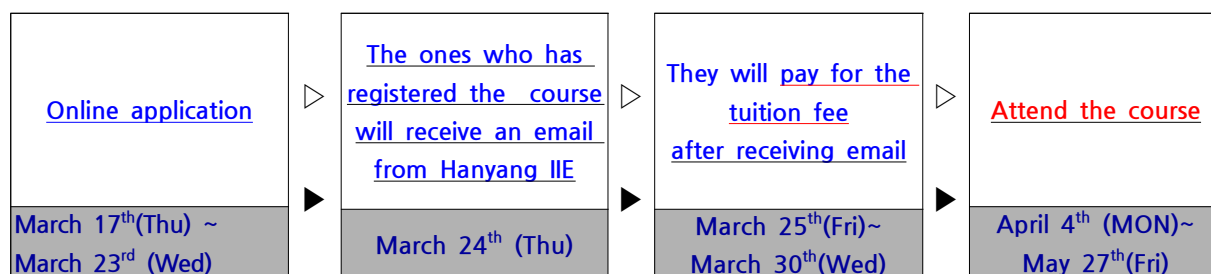 Online application
March 17th(Thu) ~
March 23rd (Wed)
The ones who has
registered the course
will receive an email
from Hanyang IIE
March 24th (Thu)
They will pay for the
tuition fee
after receiving email
March 25th(Fri)~
March 30th(Wed)
Attend the course
April 4th (MON)~
May 27th(Fri)